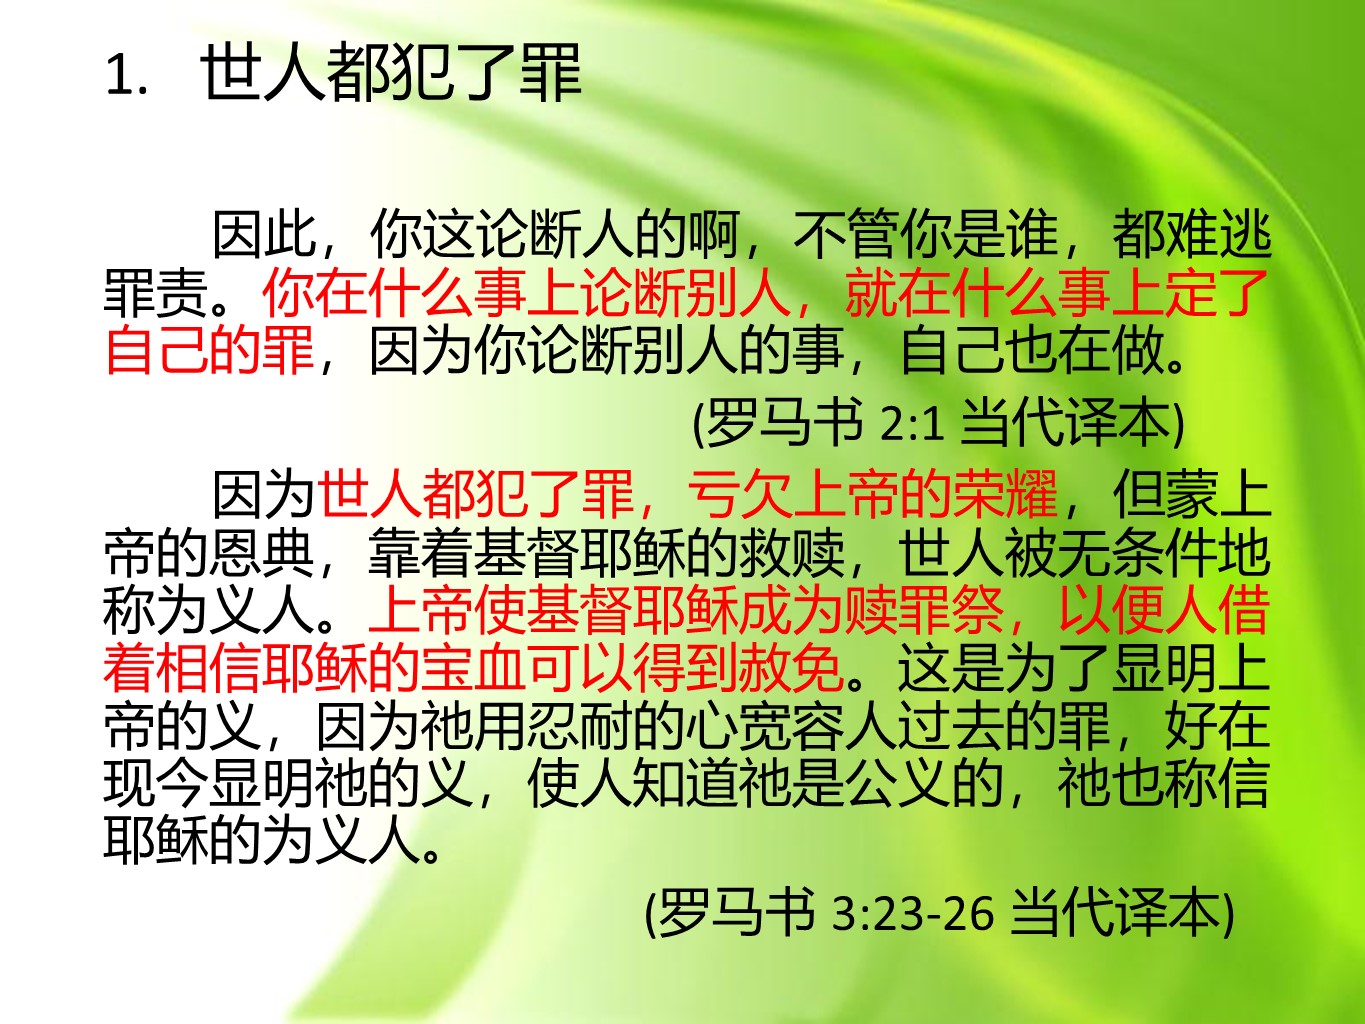 1. 世人都犯了罪
因此，你这论断人的啊，不管你是谁，都难逃
罪责。你在什么事上论断别人，就在什么事上定了
自己的罪，因为你论断别人的事，自己也在做。
(罗马书 2:1 当代译本)
因为世人都犯了罪，亏欠上帝的荣耀，但蒙上
帝的恩典，靠着基督耶稣的救赎，世人被无条件地
称为义人。上帝使基督耶稣成为赎罪祭，以便人借
着相信耶稣的宝血可以得到赦免。这是为了显明上
帝的义，因为祂用忍耐的心宽容人过去的罪，好在
现今显明祂的义，使人知道祂是公义的，祂也称信
耶稣的为义人。
(罗马书 3:23-26 当代译本)